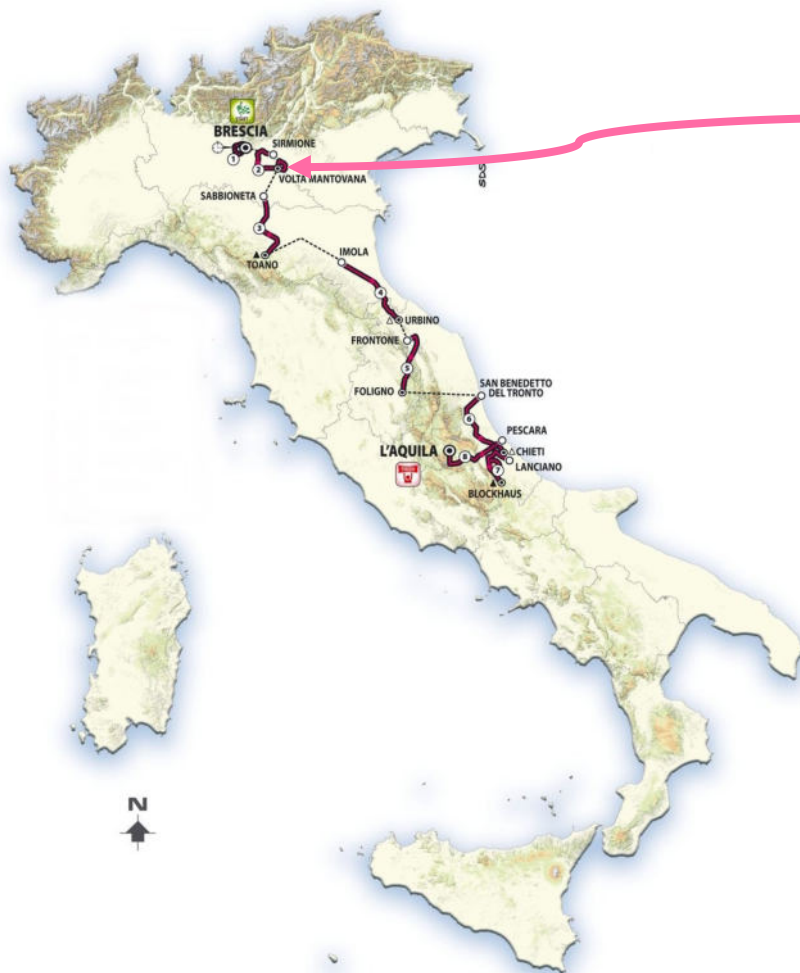 BRESCIA
SIRMIONE
1
2
VOLTA MANTOVANA
SDS
SABBIONETA
3
TOANO
IMOLA
4
URBINO
FRONTONE
5
FOLIGNO
SAN BENEDETTO
DEL TRONTO
6
PESCARA
L'AQUILA
8
CHIETI
LANCIANO
7
BLOCKHAUS
N